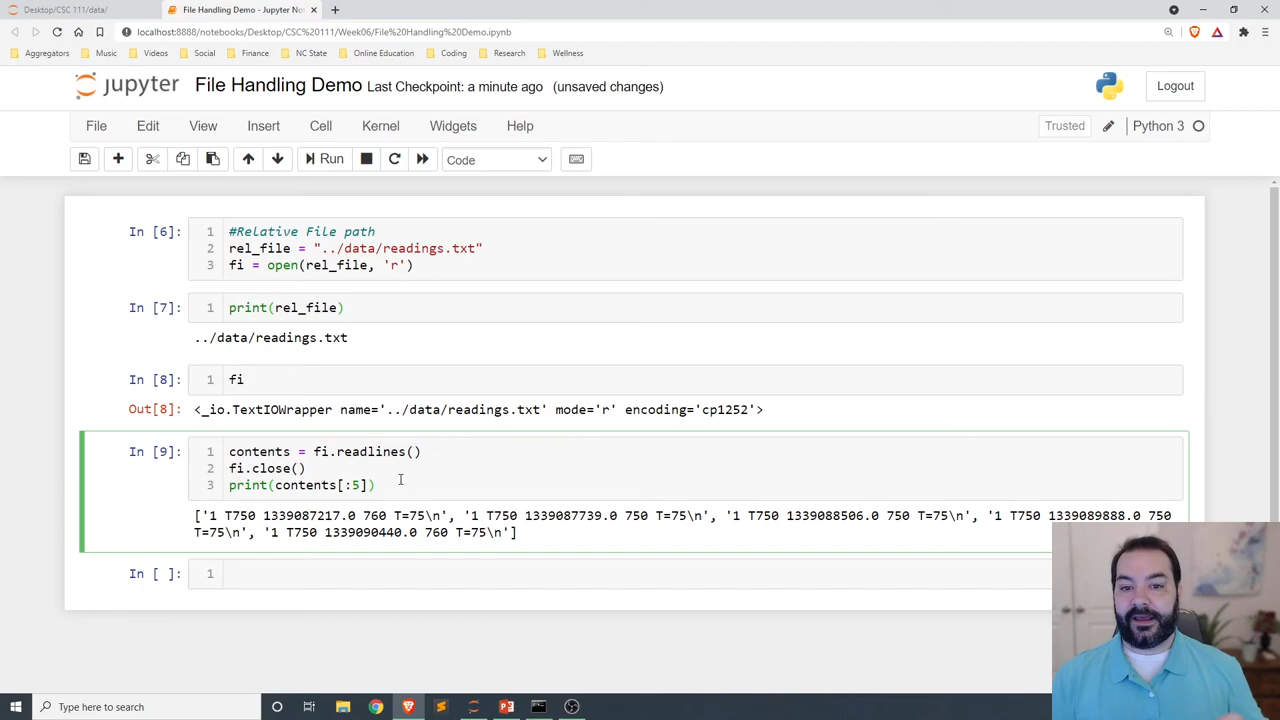 Desktop/CSC 111/data/
File Handling Demo - Jupyter Not
localhost:8888/notebooks/Desktop/CSC%20111/Week06/File%20Handling%20Demo.ipynb
Aggregators Music Videos Social Finance NC State Online Education Coding Research Wellness
jupyter File Handling Demo Last Checkpoint: a minute ago (unsaved changes) Logout
File Edit View Insert Cell Kernel Widgets Help Trusted Python 3
Run Code
In [6]: 1 #Relative File path
2 rel_file = "../data/readings.txt"
3 fi = open(rel_file, 'r')
In [7]: 1 print(rel_file)
../data/readings.txt
In [8]: 1 fi
Out[8]: <_io.TextIOWrapper name='../data/readings.txt' mode='r' encoding='cp1252'>
In [9]: 1 contents = fi.readlines()
2 fi.close()
3 print(contents[:5])
['1 T750 1339087217.0 760 T=75\n', '1 T750 1339087739.0 750 T=75\n', '1 T750 1339088506.0 750 T=75\n', '1 T750 1339089888.0 750
T=75\n', '1 T750 1339090440.0 760 T=75\n']
In [ ]: 1
Type here to search